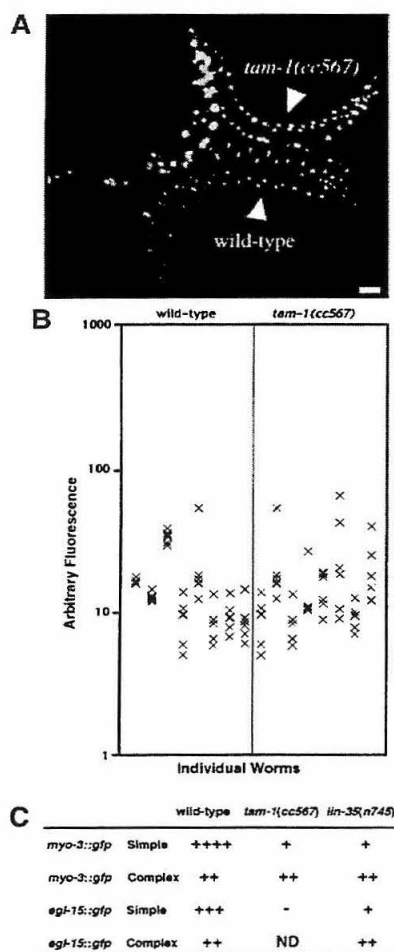 A
tam-1(cc567)
wild-type
B
wild-type tam-1(cc567)
1000
100
10
1
Arbitrary Fluorescence
Individual Worms
C
wild-type tam-1(cc567) lin-35(n745)
myo-3::gfp Simple ++++ + +
myo-3::gfp Complex ++ ++ ++
egl-15::gfp Simple +++ - +
egl-15::gfp Complex ++ ND ++